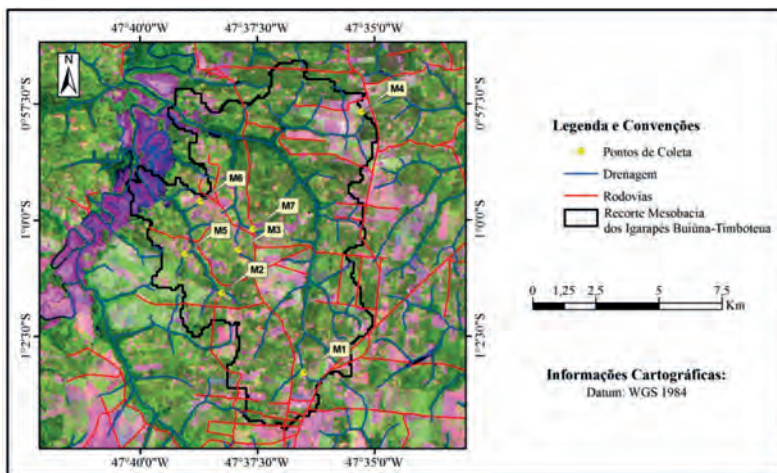 47°40'0"W
47°37'30"W
47°35'0"W
N
M4
0°57'30"S
0°57'30"S
M6
M7
1°0'0"S
M5
M3
1°0'0"S
M2
M1
1°2'30"S
1°2'30"S
47°40'0"W
47°37'30"W
47°35'0"W
Legenda e Convenções
Pontos de Coleta
Drenagem
Rodovias
Recorte Mesobacia
dos Igarapés Buiúna-Timboteua
0 1,25 2,5 5 7,5
Km
Informações Cartográficas:
Datum: WGS 1984